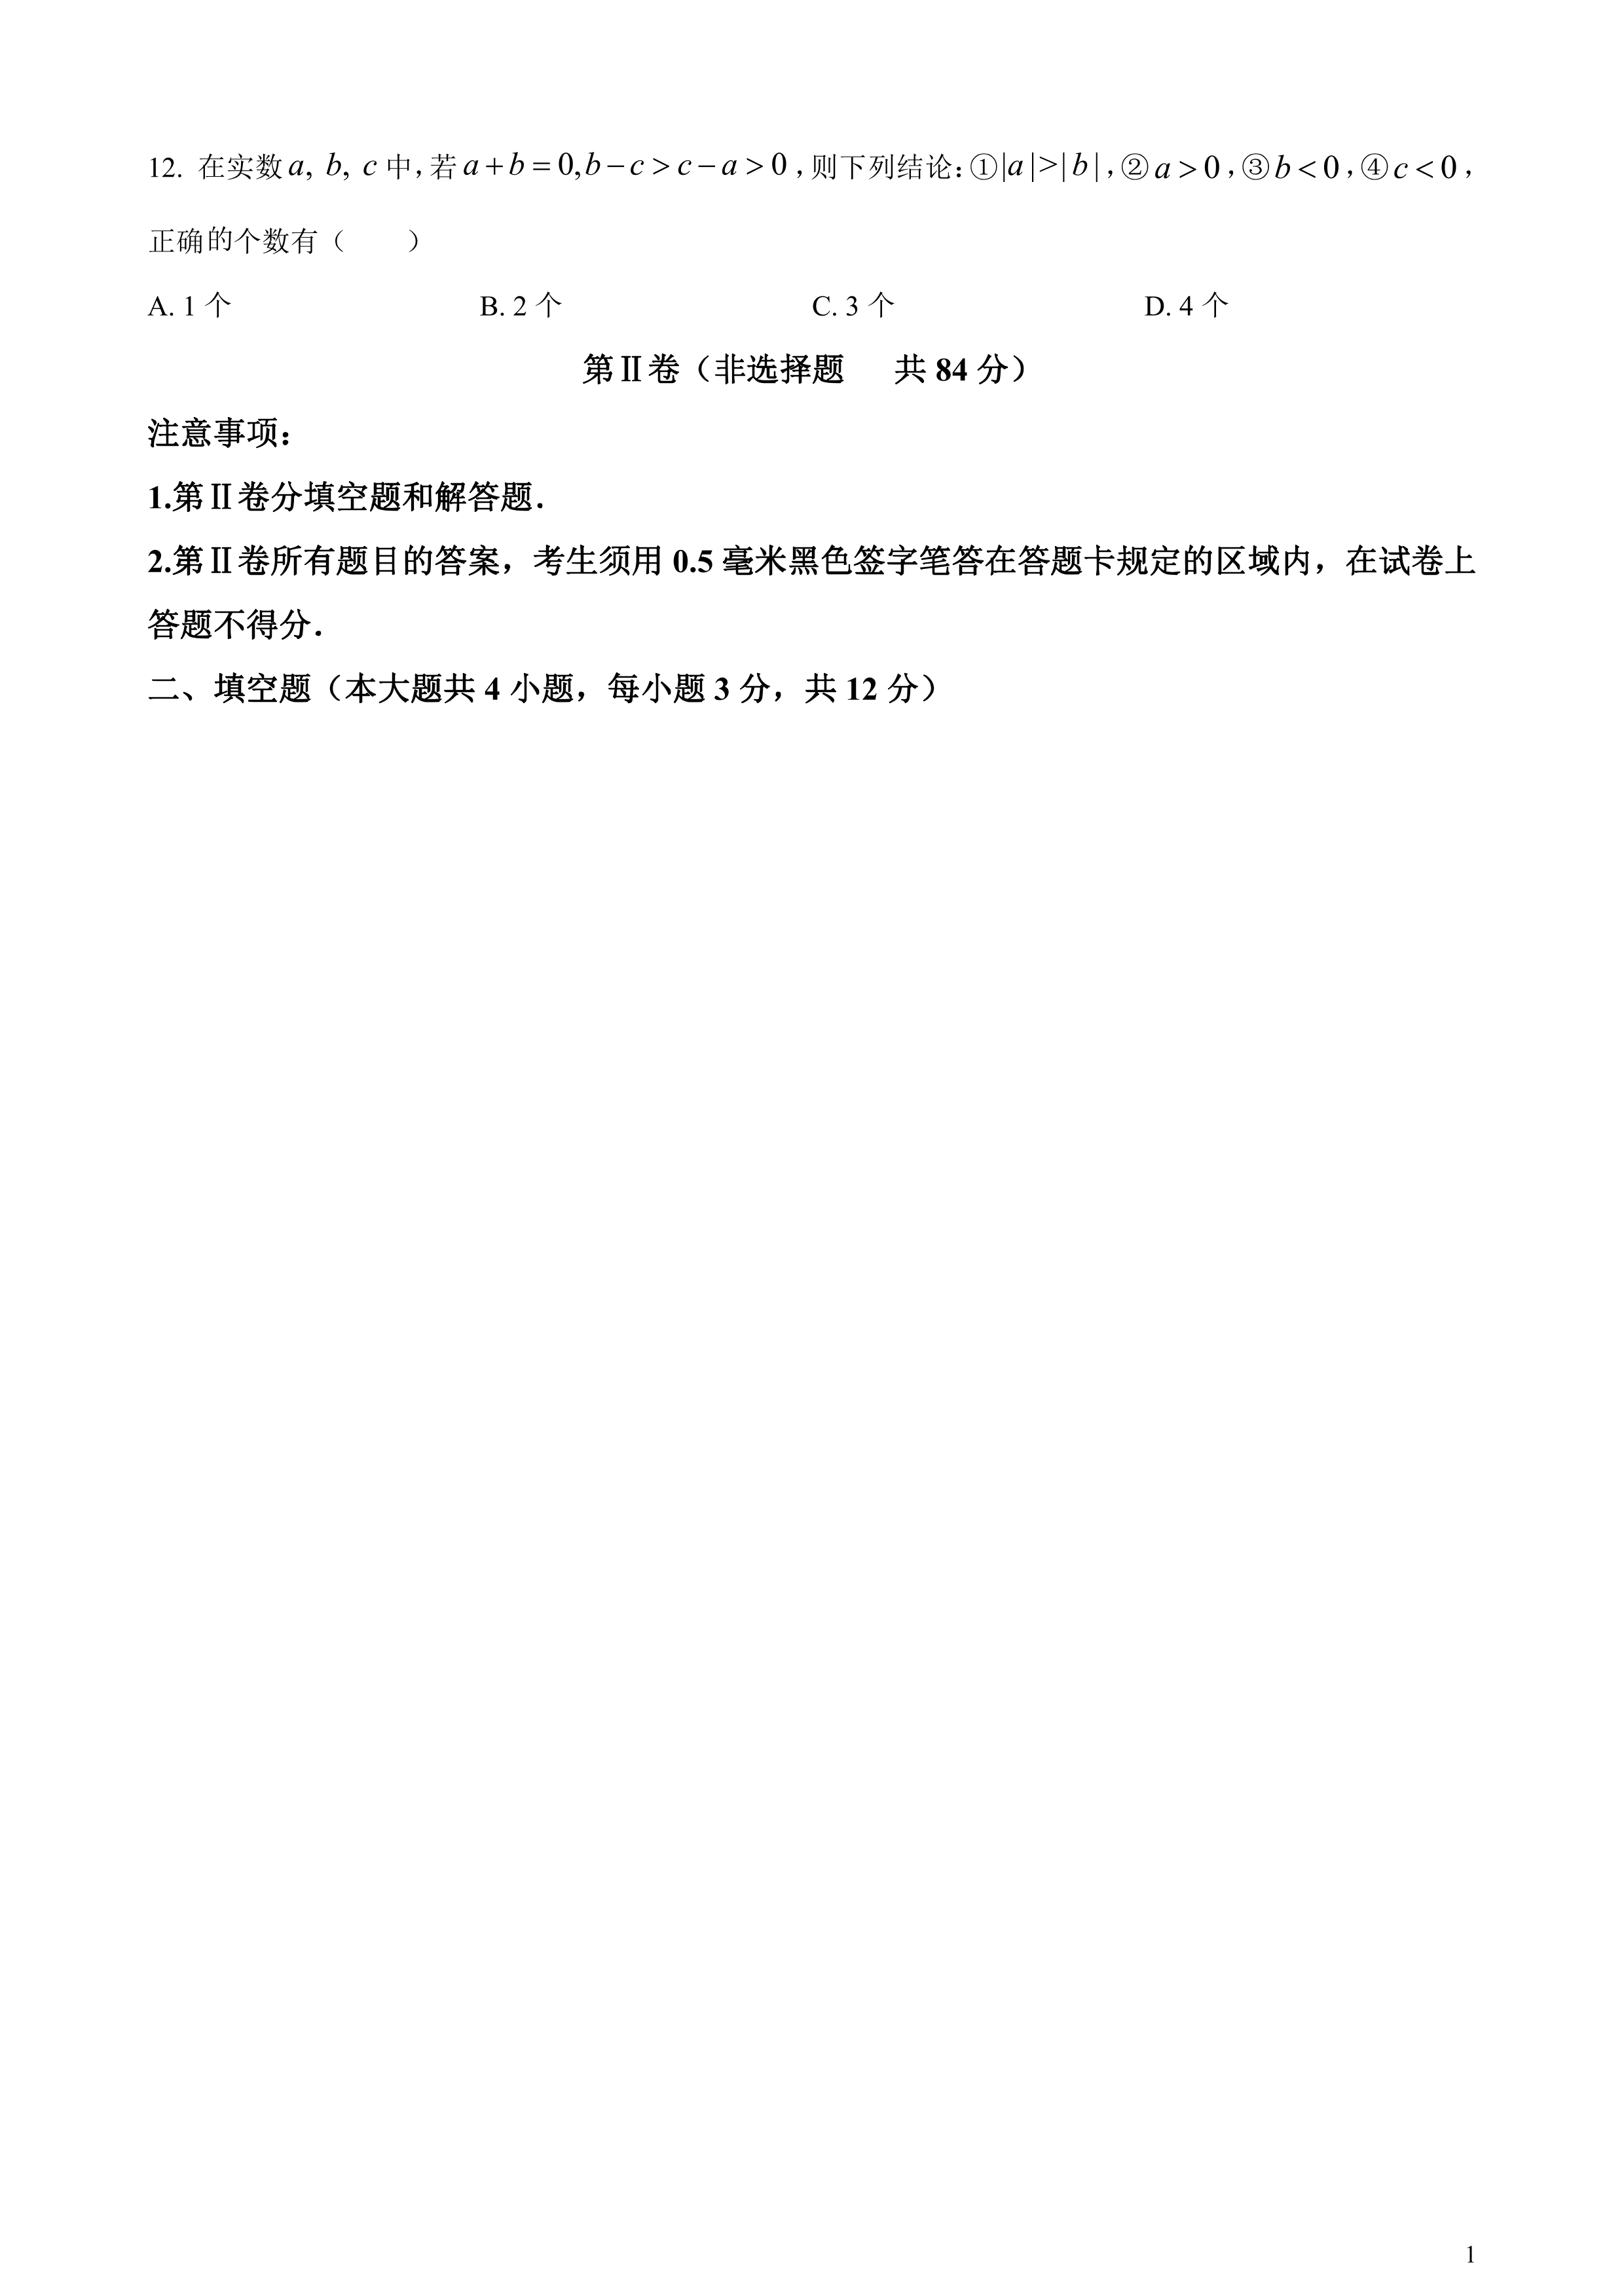 12. 在实数 a, b, c 中，若 a+b=0,b−c>c−a>0，则下列结论：①|a|>|b|，②a>0，③b<0，④c<0，
正确的个数有（　　）
A. 1 个 B. 2 个 C. 3 个 D. 4 个
第Ⅱ卷（非选择题　共 84 分）
注意事项：
1.第Ⅱ卷分填空题和解答题．
2.第Ⅱ卷所有题目的答案，考生须用 0.5 毫米黑色签字笔答在答题卡规定的区域内，在试卷上
答题不得分．
二、填空题（本大题共 4 小题，每小题 3 分，共 12 分）
1